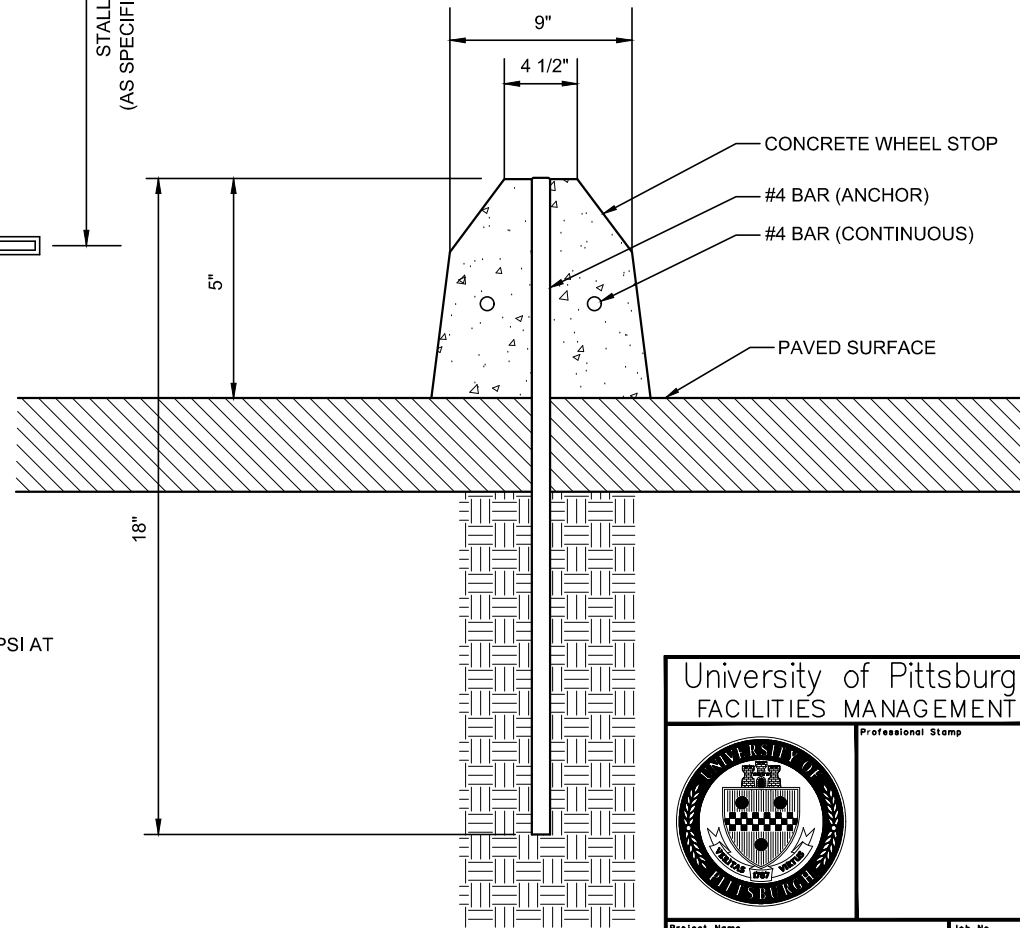 STALL
(AS SPECIFI
9"
4 1/2"
CONCRETE WHEEL STOP
#4 BAR (ANCHOR)
#4 BAR (CONTINUOUS)
5"
PAVED SURFACE
18"
PSI AT
University of Pittsburg
FACILITIES MANAGEMENT
Professional Stamp
UNIVERSITY OF
VERITAS 1787 VIRTUS
PITTSBURGH
Project Name
Job No.